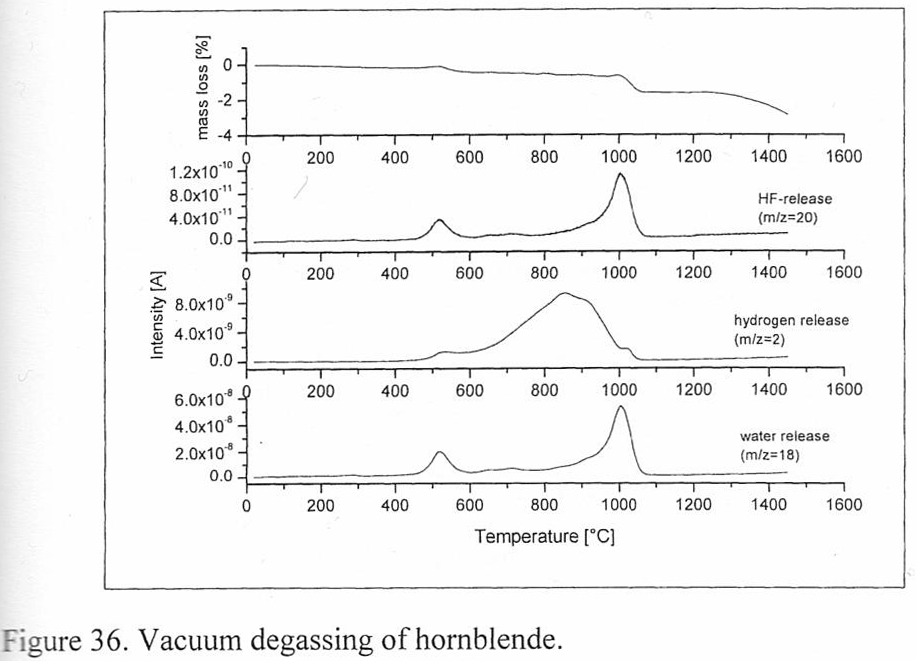 mass loss [%]
0
-2
-4
0 200 400 600 800 1000 1200 1400 1600
1.2x10⁻¹⁰
8.0x10⁻¹¹
4.0x10⁻¹¹
0.0
HF-release
(m/z=20)
0 200 400 600 800 1000 1200 1400 1600
Intensity [A]
8.0x10⁻⁹
4.0x10⁻⁹
0.0
hydrogen release
(m/z=2)
0 200 400 600 800 1000 1200 1400 1600
6.0x10⁻⁸
4.0x10⁻⁸
2.0x10⁻⁸
0.0
water release
(m/z=18)
0 200 400 600 800 1000 1200 1400 1600
Temperature [°C]
Figure 36. Vacuum degassing of hornblende.